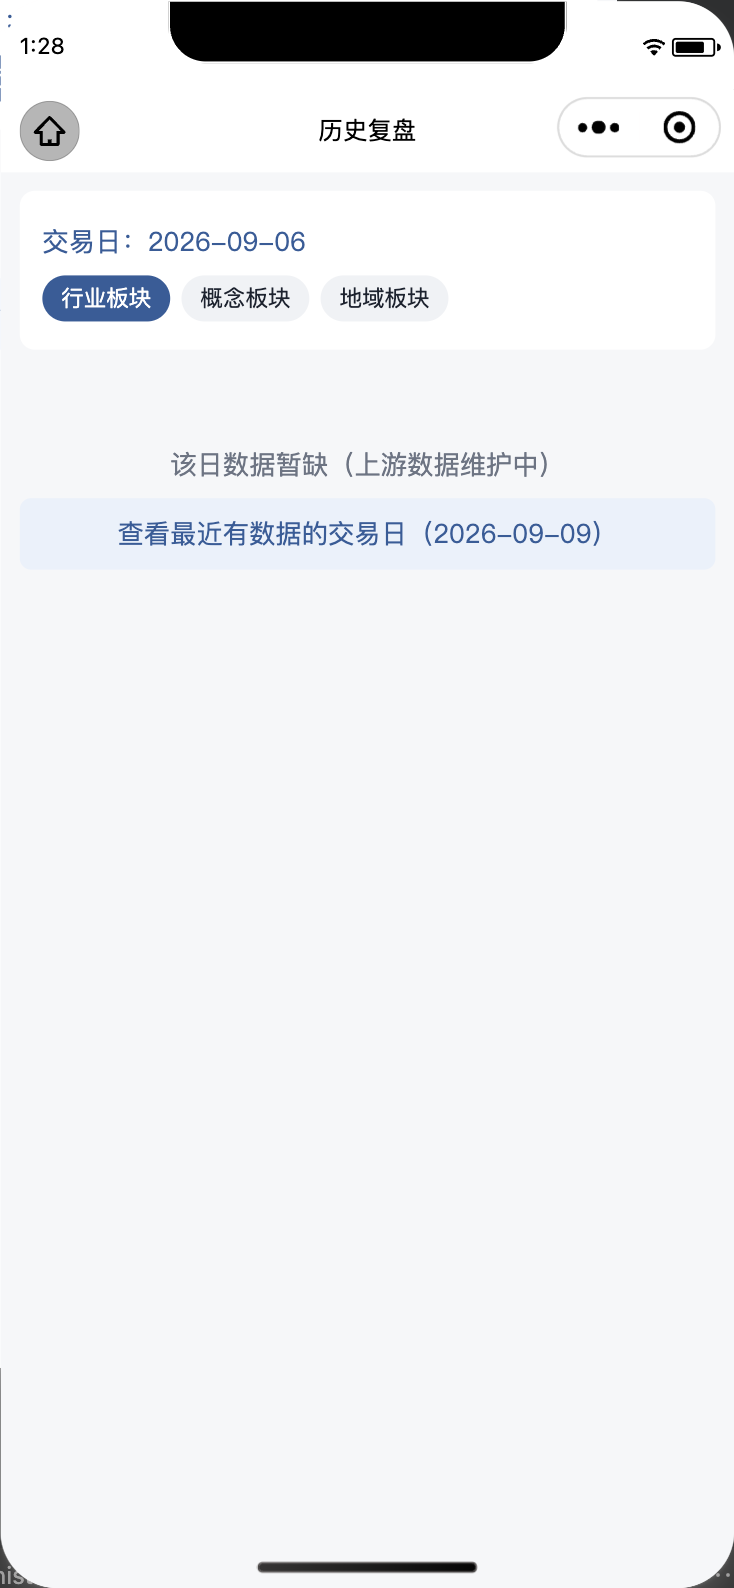 1:28
历史复盘
交易日：2026-09-06
行业板块 概念板块 地域板块
该日数据暂缺（上游数据维护中）
查看最近有数据的交易日（2026-09-09）